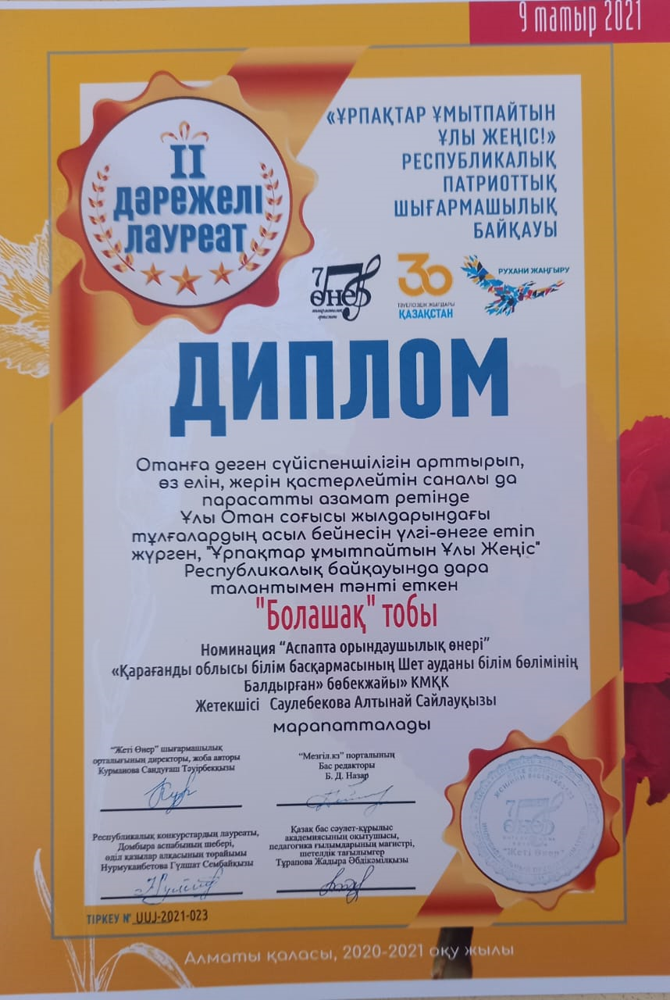 9 тамыр 2021
«ҰРПАҚТАР ҰМЫТПАЙТЫН
ҰЛЫ ЖЕҢІС!»
РЕСПУБЛИКАЛЫҚ
ПАТРИОТТЫҚ
ШЫҒАРМАШЫЛЫҚ
БАЙҚАУЫ
II
ДӘРЕЖЕЛІ
ЛАУРЕАТ
7
өнер
шығармашылық
орталығы
30
ТӘУЕЛСІЗДІК ЖЫЛДАРЫ
ҚАЗАҚСТАН
РУХАНИ ЖАҢҒЫРУ
ДИПЛОМ
Отанға деген сүйіспеншілігін арттырып,
өз елін, жерін қастерлейтін саналы да
парасатты азамат ретінде
Ұлы Отан соғысы жылдарындағы
тұлғалардың асыл бейнесін үлгі-өнеге етіп
жүрген, "Ұрпақтар ұмытпайтын Ұлы Жеңіс"
Республикалық байқауында дара
талантымен тәнті еткен
"Болашақ" тобы
Номинация “Аспапта орындаушылық өнері”
«Қарағанды облысы білім басқармасының Шет ауданы білім бөлімінің
Балдырған» бөбекжайы» КМҚК
Жетекшісі Саулебекова Алтынай Сайлауқызы
марапатталады
“Жеті Өнер” шығармашылық
орталығының директоры, жоба авторы
Курманова Сандуғаш Тәуірбекқызы
“Мезгіл.кз” порталының
Бас редакторы
Б. Д. Назар
Республикалық конкурстардың лауреаты,
Домбыра аспабының шебері,
әділ қазылар алқасының төрайымы
Нурмуканбетова Гүлшат Сембайқызы
Қазақ бас сәулет-құрылыс
академиясының оқытушысы,
педагогика ғылымдарының магистрі,
шетелдік тағылымгер
Тұрапова Жадыра Әбдікәмілқызы
7
өнер
"Жеті Өнер"
ТІРКЕУ № UUJ-2021-023
Алматы қаласы, 2020-2021 оқу жылы